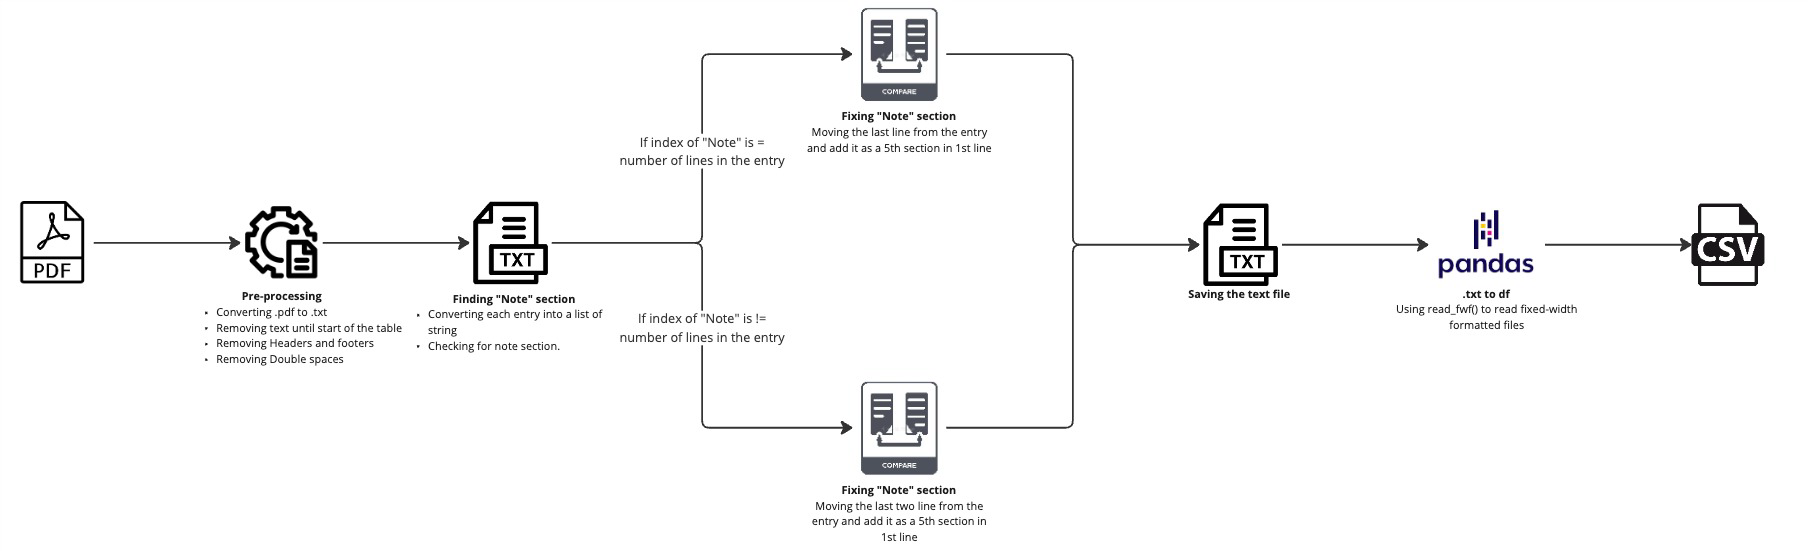 PDF
Pre-processing
• Converting .pdf to .txt
• Removing text until start of the table
• Removing Headers and footers
• Removing Double spaces
TXT
Finding "Note" section
• Converting each entry into a list of
string
• Checking for note section.
If index of "Note" is =
number of lines in the entry
If index of "Note" is !=
number of lines in the entry
COMPARE
Fixing "Note" section
Moving the last line from the entry
and add it as a 5th section in 1st line
COMPARE
Fixing "Note" section
Moving the last two line from the
entry and add it as a 5th section in
1st line
TXT
Saving the text file
pandas
.txt to df
Using read_fwf() to read fixed-width
formatted files
CSV